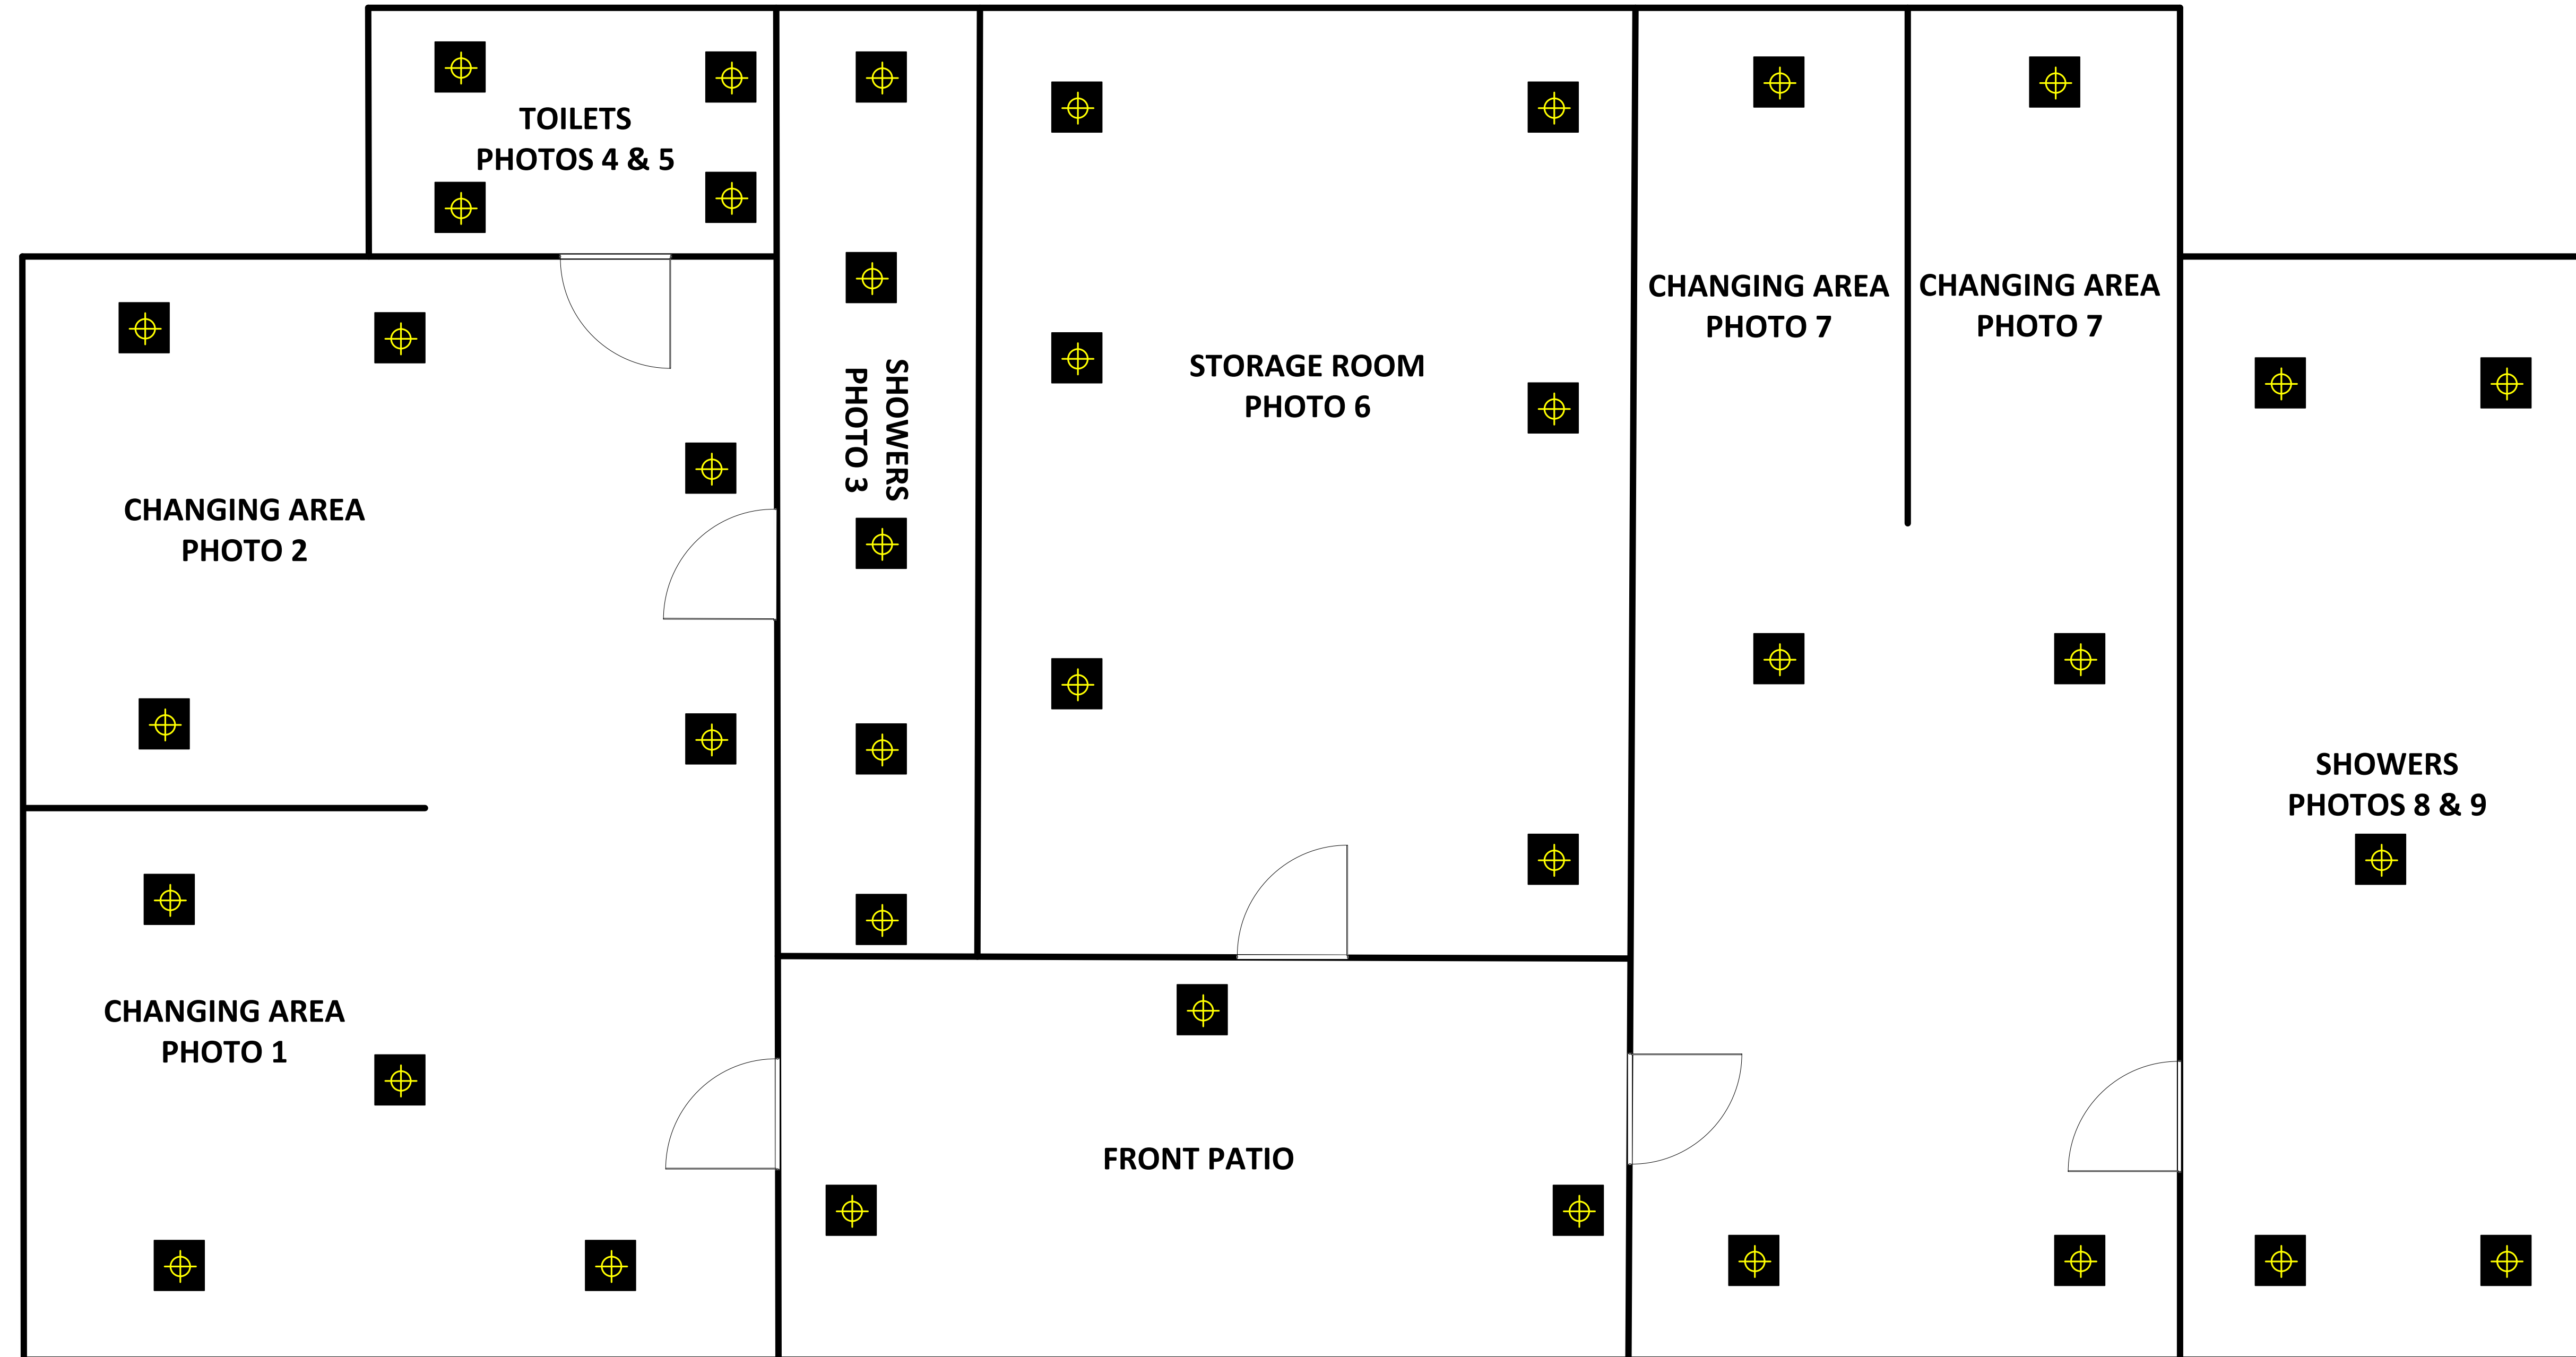 TOILETS
PHOTOS 4 & 5
CHANGING AREA
PHOTO 7
CHANGING AREA
PHOTO 7
SHOWERS
PHOTO 3
STORAGE ROOM
PHOTO 6
CHANGING AREA
PHOTO 2
SHOWERS
PHOTOS 8 & 9
CHANGING AREA
PHOTO 1
FRONT PATIO